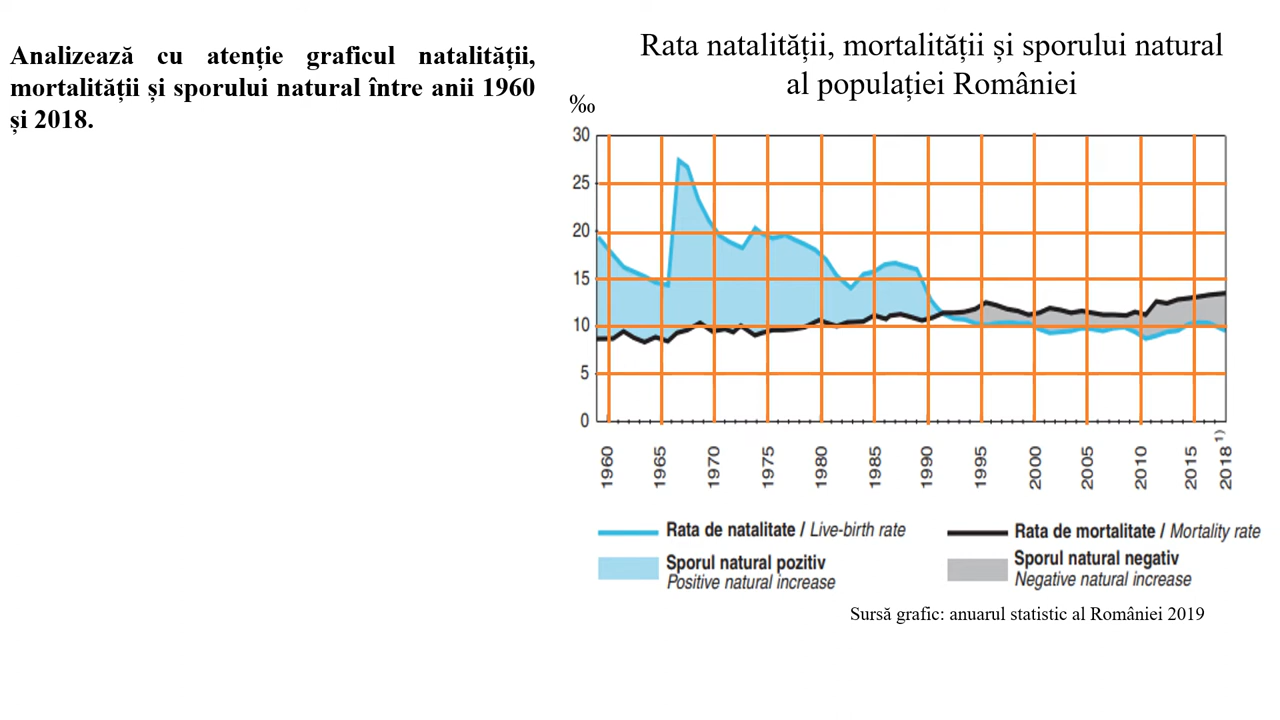 Analizează cu atenție graficul natalității,
mortalității și sporului natural între anii 1960
și 2018.
Rata natalității, mortalității și sporului natural
al populației României
‰
30
25
20
15
10
5
0
1960 1965 1970 1975 1980 1985 1990 1995 2000 2005 2010 2015 2018 ¹⁾
Rata de natalitate / Live-birth rate
Rata de mortalitate / Mortality rate
Sporul natural pozitiv
Positive natural increase
Sporul natural negativ
Negative natural increase
Sursă grafic: anuarul statistic al României 2019